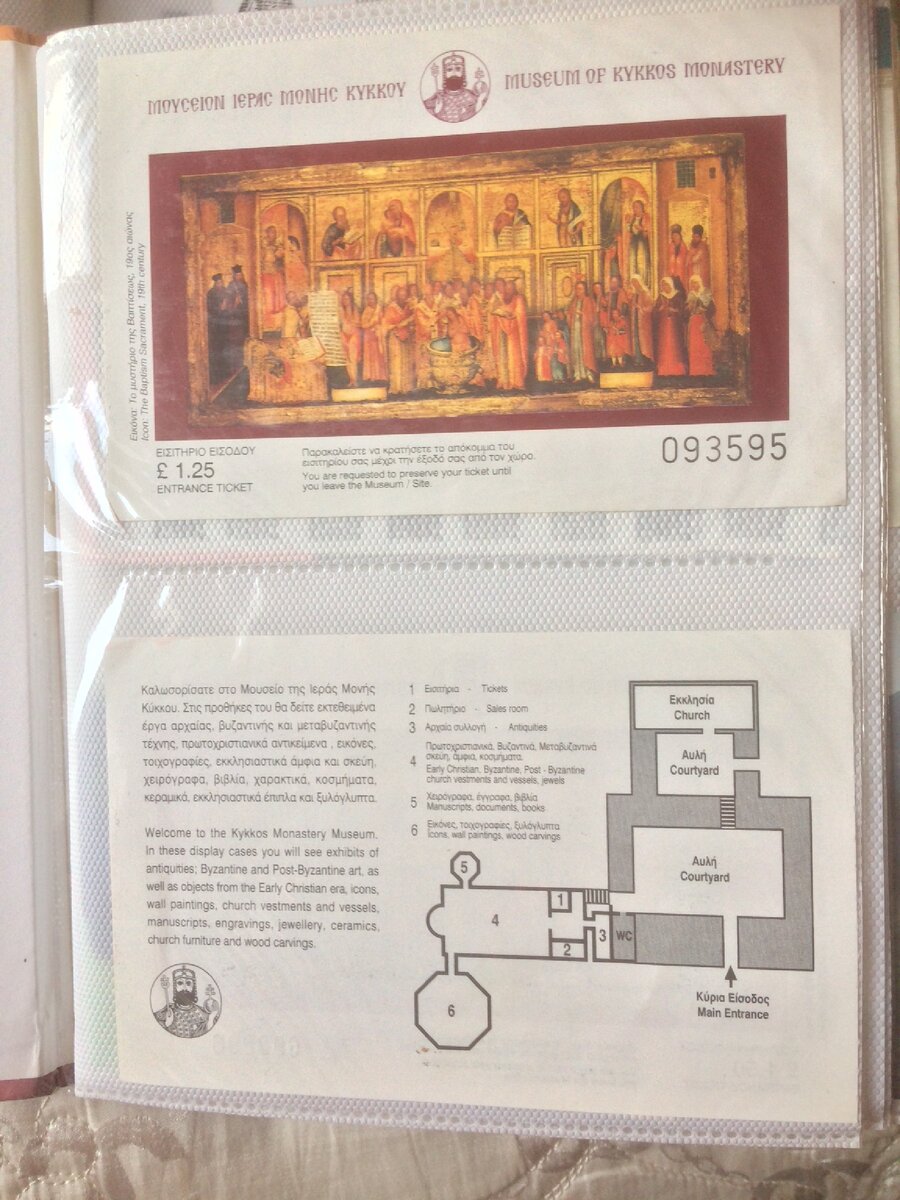 ΜΟΥСΕΙΟΝ ΙΕΡΑС ΜΟΝΗС ΚΥΚΚΟΥ
MUSEUM OF KYKKOS MONASTERY
Εικόνα: Το μυστήριο της Βαπτίσεως, 19ος αιώνας
Icon: The Baptism Sacrament, 19th century
ΕΙΣΙΤΗΡΙΟ ΕΙΣΟΔΟΥ
£ 1.25
ENTRANCE TICKET
Παρακαλείστε να κρατήσετε το απόκομμα του
εισιτηρίου σας μέχρι την έξοδό σας από τον χώρο.
You are requested to preserve your ticket until
you leave the Museum / Site.
093595
Καλωσορίσατε στο Μουσείο της Ιεράς Μονής
Κύκκου. Στις προθήκες του θα δείτε εκτεθειμένα
έργα αρχαίας, βυζαντινής και μεταβυζαντινής
τέχνης, πρωτοχριστιανικά αντικείμενα , εικόνες,
τοιχογραφίες, εκκλησιαστικά άμφια και σκεύη,
χειρόγραφα, βιβλία, χαρακτικά, κοσμήματα,
κεραμικά, εκκλησιαστικά έπιπλα και ξυλόγλυπτα.
Welcome to the Kykkos Monastery Museum.
In these display cases you will see exhibits of
antiquities; Byzantine and Post-Byzantine art, as
well as objects from the Early Christian era, icons,
wall paintings, church vestments and vessels,
manuscripts, engravings, jewellery, ceramics,
church furniture and wood carvings.
1 Εισιτήρια - Tickets
2 Πωλητήριο - Sales room
3 Αρχαία συλλογή - Antiquities
4 Πρωτοχριστιανικά, Βυζαντινά, Μεταβυζαντινά
σκεύη, άμφια, κοσμήματα.
Early Christian, Byzantine, Post - Byzantine
church vestments and vessels, jewels
5 Χειρόγραφα, έγγραφα, βιβλία
Manuscripts, documents, books
6 Εικόνες, τοιχογραφίες, ξυλόγλυπτα
Icons, wall paintings, wood carvings
Εκκλησία
Church
Αυλή
Courtyard
Αυλή
Courtyard
5
4
1
2
3
WC
6
Κύρια Είσοδος
Main Entrance